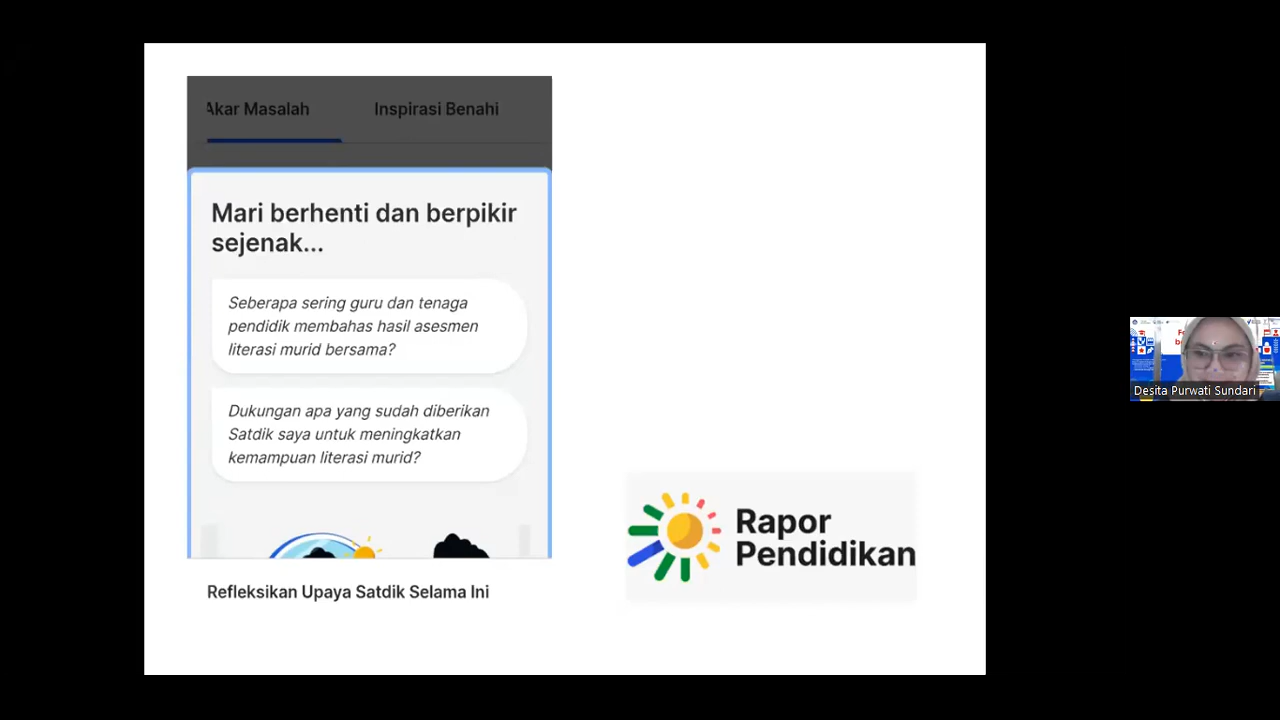 Akar Masalah
Inspirasi Benahi
Mari berhenti dan berpikir
sejenak...
Seberapa sering guru dan tenaga
pendidik membahas hasil asesmen
literasi murid bersama?
Dukungan apa yang sudah diberikan
Satdik saya untuk meningkatkan
kemampuan literasi murid?
Refleksikan Upaya Satdik Selama Ini
Rapor
Pendidikan
Desita Purwati Sundari